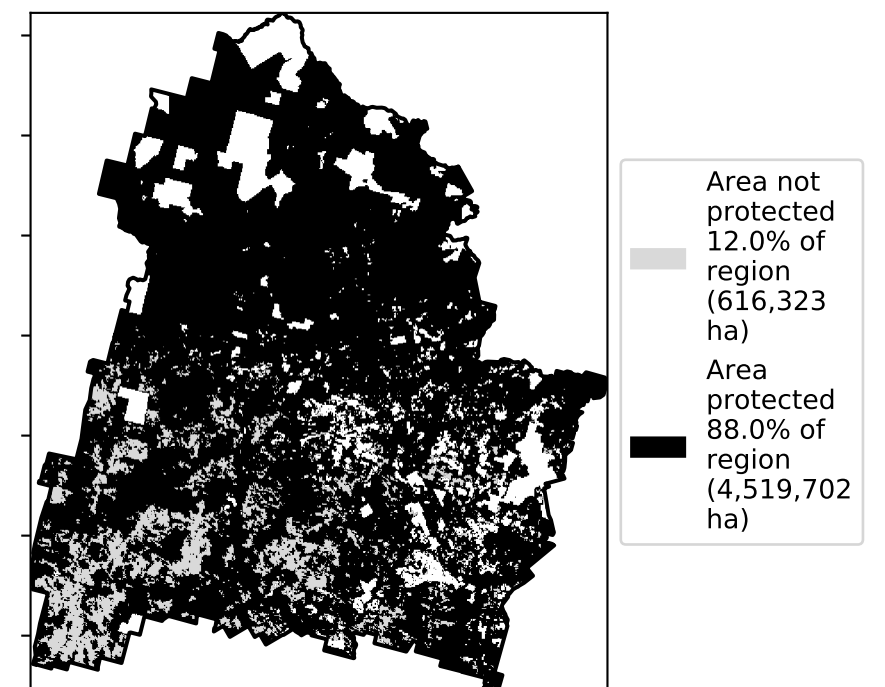 Area not
protected
12.0% of
region
(616,323
ha)
Area
protected
88.0% of
region
(4,519,702
ha)